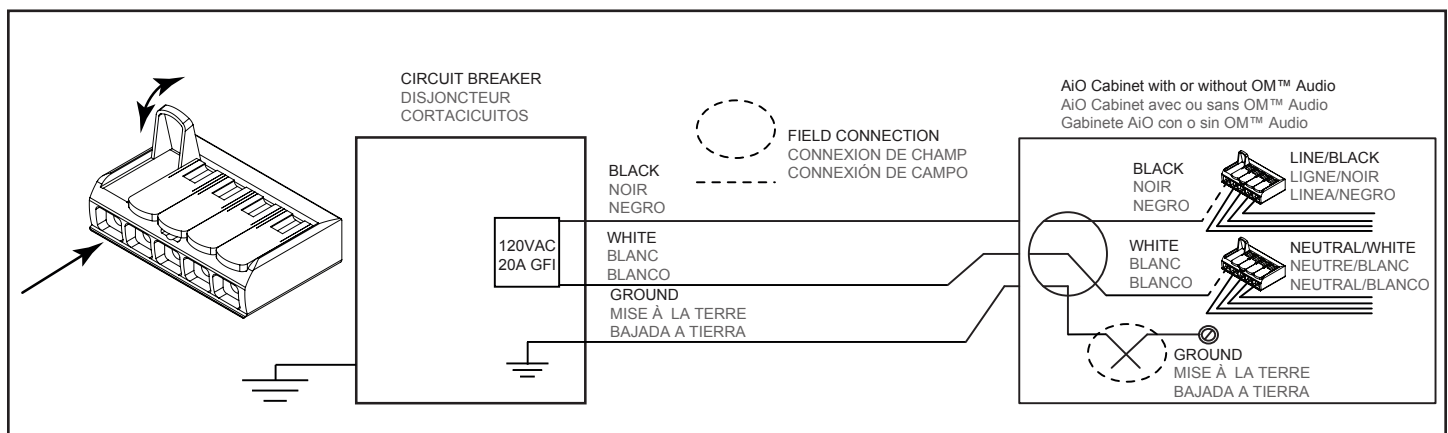 CIRCUIT BREAKER
DISJONCTEUR
CORTACICUITOS
120VAC
20A GFI
FIELD CONNECTION
CONNEXION DE CHAMP
CONNEXIÓN DE CAMPO
BLACK
NOIR
NEGRO
WHITE
BLANC
BLANCO
GROUND
MISE À LA TERRE
BAJADA A TIERRA
AiO Cabinet with or without OM™ Audio
AiO Cabinet avec ou sans OM™ Audio
Gabinete AiO con o sin OM™ Audio
BLACK
NOIR
NEGRO
LINE/BLACK
LIGNE/NOIR
LINEA/NEGRO
WHITE
BLANC
BLANCO
NEUTRAL/WHITE
NEUTRE/BLANC
NEUTRAL/BLANCO
GROUND
MISE À LA TERRE
BAJADA A TIERRA